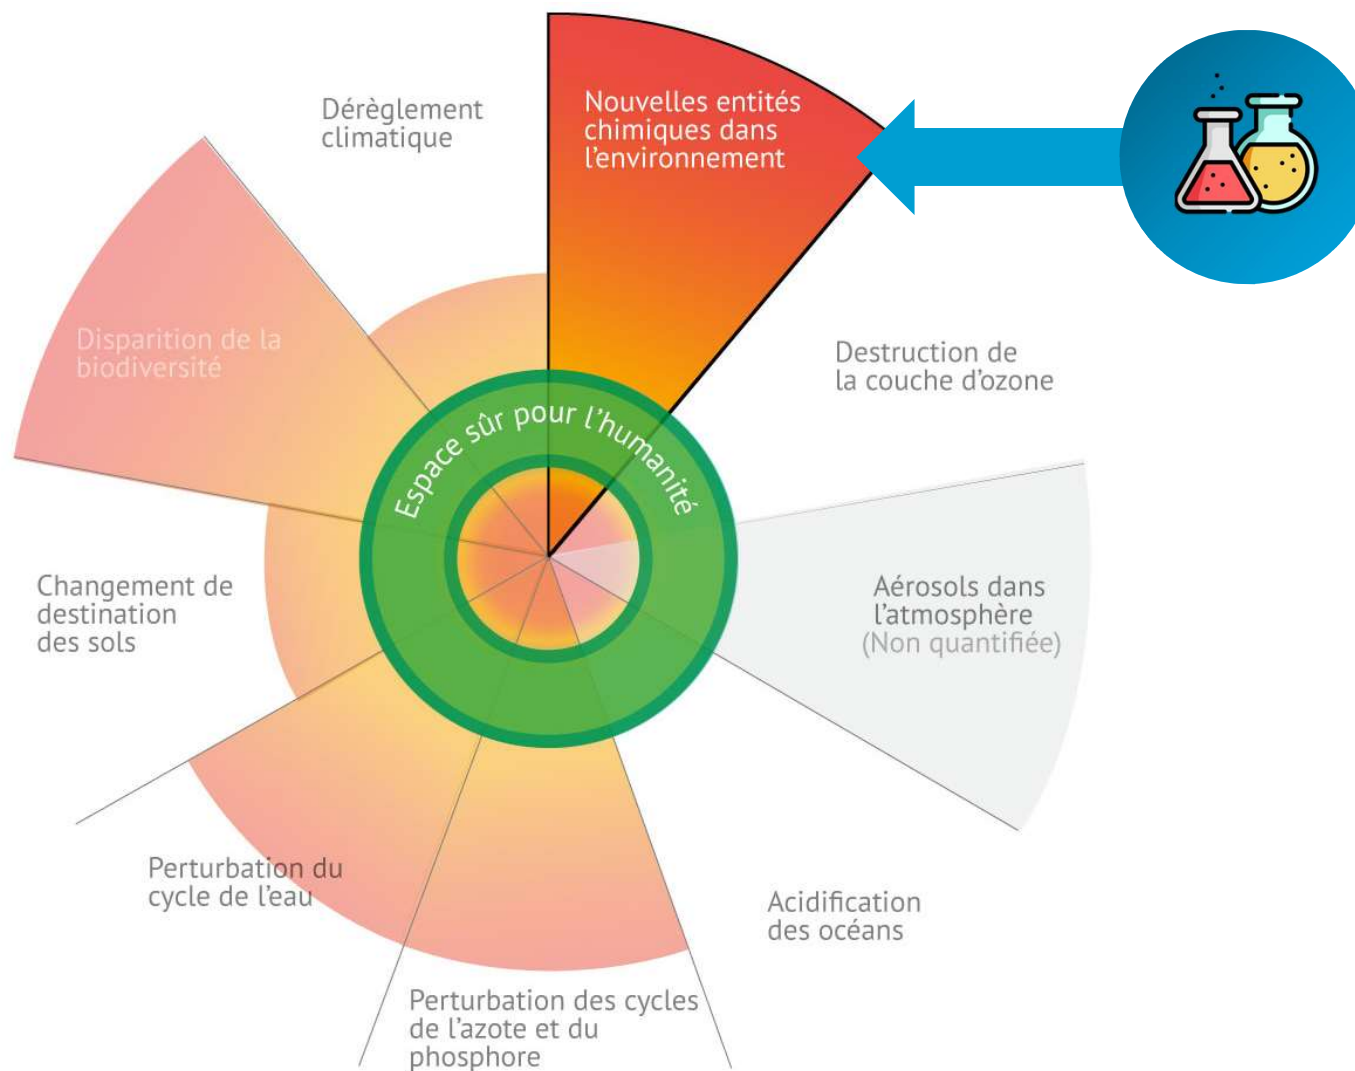 Dérèglement
climatique
Nouvelles entités
chimiques dans
l'environnement
Destruction de
la couche d'ozone
Disparition de la
biodiversité
Espace sûr pour l'humanité
Changement de
destination
des sols
Aérosols dans
l'atmosphère
(Non quantifiée)
Perturbation du
cycle de l'eau
Acidification
des océans
Perturbation des cycles
de l'azote et du
phosphore